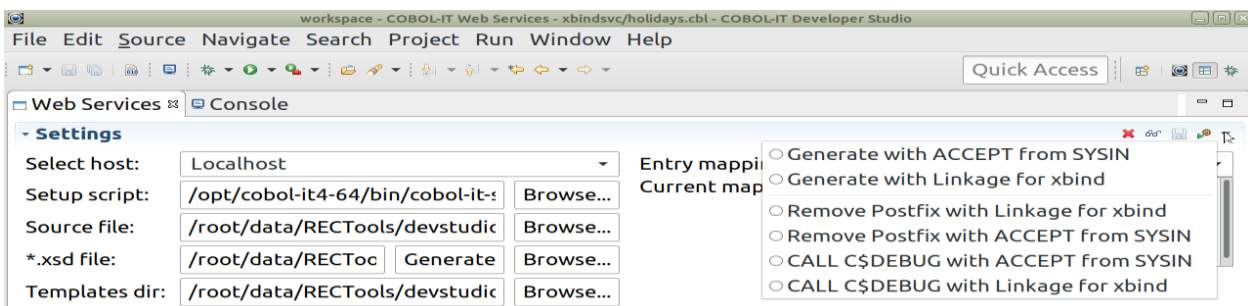 workspace - COBOL-IT Web Services - xbindsvc/holidays.cbl - COBOL-IT Developer Studio
File Edit Source Navigate Search Project Run Window Help
Quick Access
Web Services Console
Settings
Select host: Localhost Entry mappi
Generate with ACCEPT from SYSIN
Setup script: /opt/cobol-it4-64/bin/cobol-it-s Browse... Current map
Generate with Linkage for xbind
Source file: /root/data/RECTools/devstudio Browse...
Remove Postfix with Linkage for xbind
Remove Postfix with ACCEPT from SYSIN
*.xsd file: /root/data/RECToo Generate Browse...
CALL C$DEBUG with ACCEPT from SYSIN
Templates dir: /root/data/RECTools/devstudio Browse...
CALL C$DEBUG with Linkage for xbind